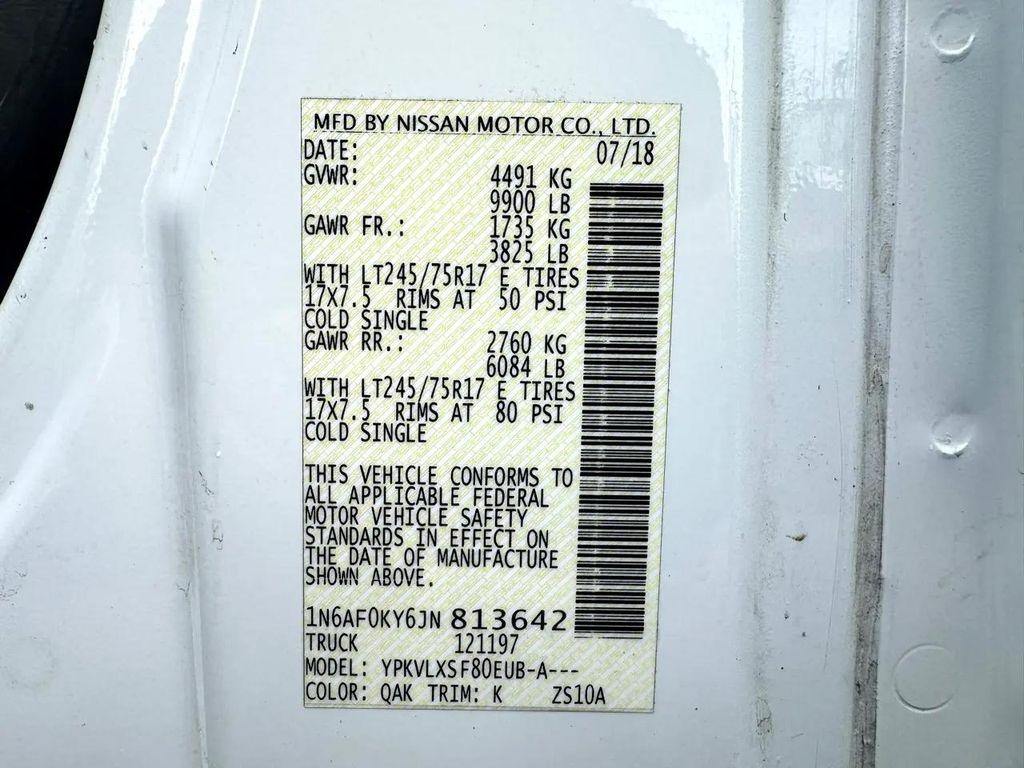 MFD BY NISSAN MOTOR CO., LTD.
DATE: 07/18
GVWR: 4491 KG
9900 LB
GAWR FR.: 1735 KG
3825 LB
WITH LT245/75R17 E TIRES
17X7.5 RIMS AT 50 PSI
COLD SINGLE
GAWR RR.: 2760 KG
6084 LB
WITH LT245/75R17 E TIRES
17X7.5 RIMS AT 80 PSI
COLD SINGLE
THIS VEHICLE CONFORMS TO
ALL APPLICABLE FEDERAL
MOTOR VEHICLE SAFETY
STANDARDS IN EFFECT ON
THE DATE OF MANUFACTURE
SHOWN ABOVE.
1N6AF0KY6JN 813642
TRUCK 121197
MODEL: YPKVLXSF80EUB-A---
COLOR: QAK TRIM: K ZS10A